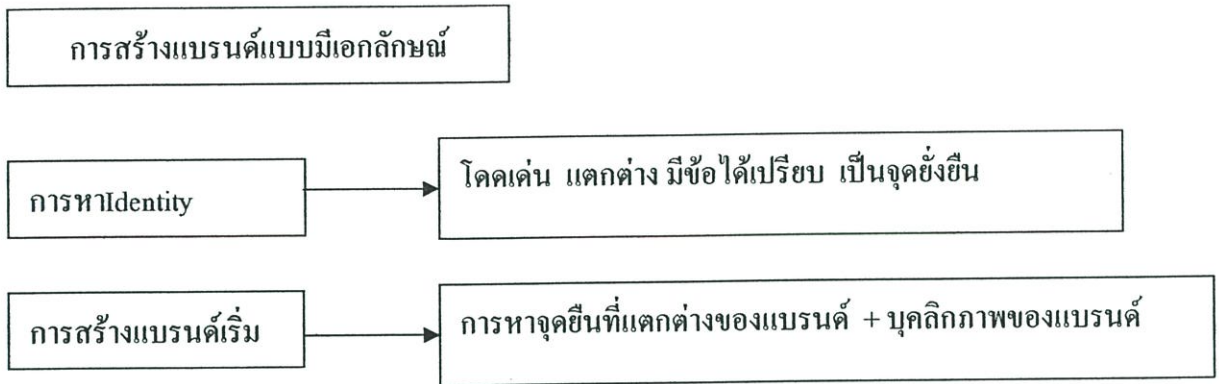 การสร้างแบรนด์แบบมีเอกลักษณ์
การหาIdentity
โดดเด่น แตกต่าง มีข้อได้เปรียบ เป็นจุดยั่งยืน
การสร้างแบรนด์เริ่ม
การหาจุดยืนที่แตกต่างของแบรนด์ + บุคลิกภาพของแบรนด์